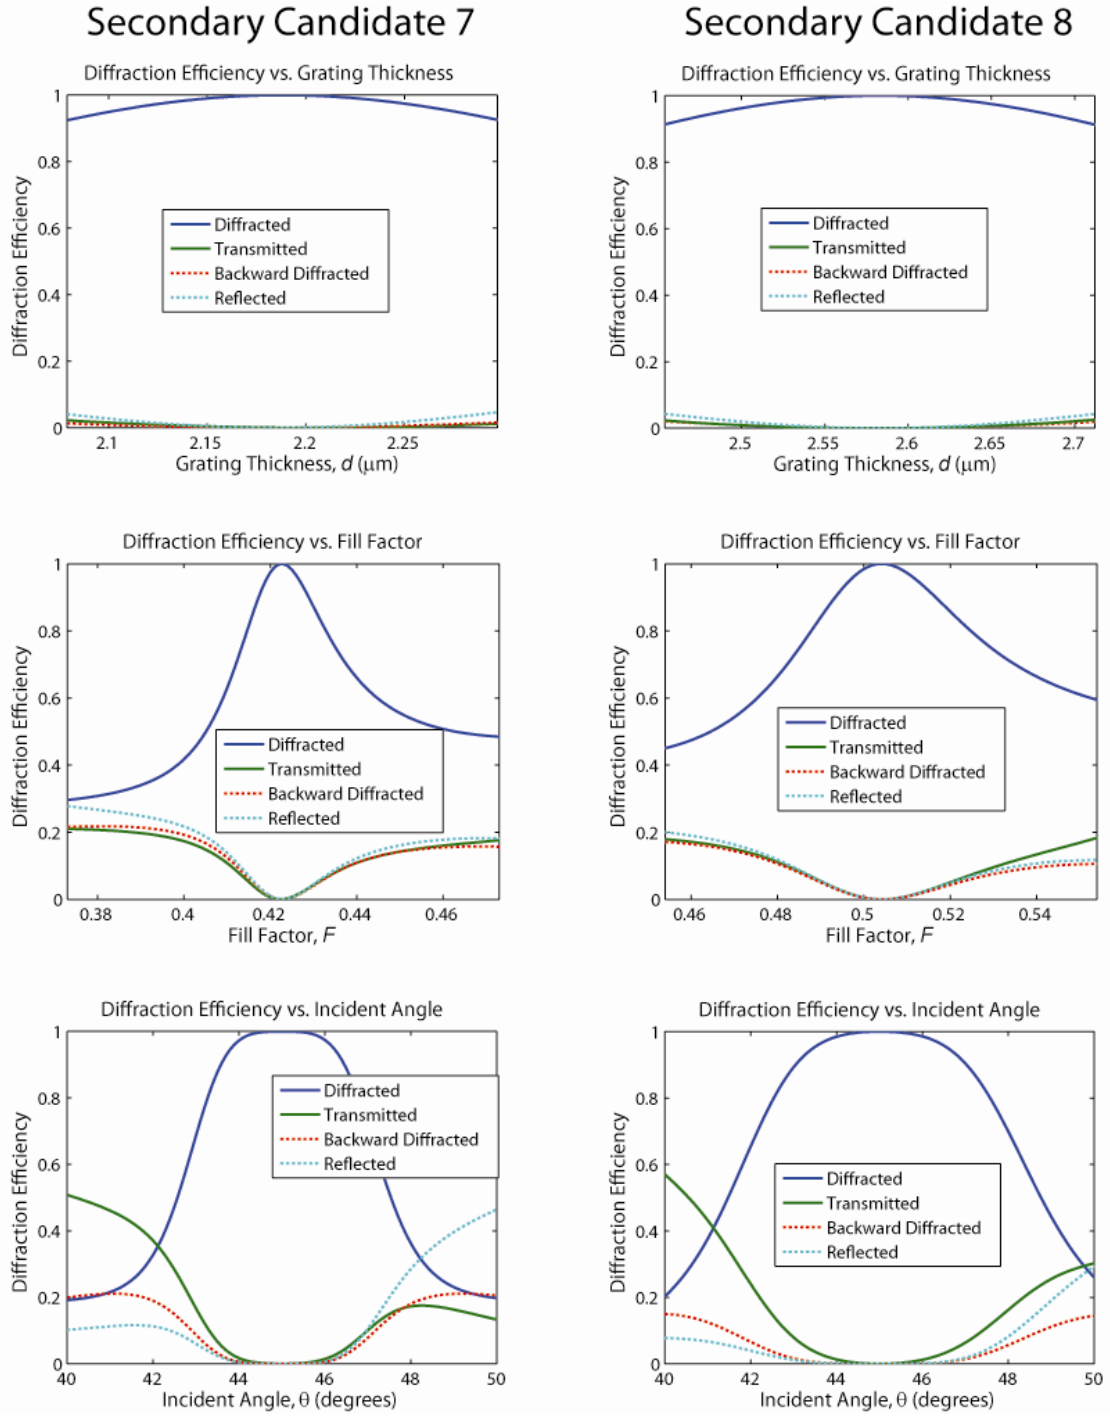 Secondary Candidate 7
Diffraction Efficiency vs. Grating Thickness
Diffraction Efficiency
1
0.8
0.6
0.4
0.2
0
Diffracted
Transmitted
Backward Diffracted
Reflected
2.1 2.15 2.2 2.25
Grating Thickness, d (μm)
Diffraction Efficiency vs. Fill Factor
Diffraction Efficiency
1
0.8
0.6
0.4
0.2
0
Diffracted
Transmitted
Backward Diffracted
Reflected
0.38 0.4 0.42 0.44 0.46
Fill Factor, F
Diffraction Efficiency vs. Incident Angle
Diffraction Efficiency
1
0.8
0.6
0.4
0.2
0
Diffracted
Transmitted
Backward Diffracted
Reflected
40 42 44 46 48 50
Incident Angle, θ (degrees)
Secondary Candidate 8
Diffraction Efficiency vs. Grating Thickness
Diffraction Efficiency
1
0.8
0.6
0.4
0.2
0
Diffracted
Transmitted
Backward Diffracted
Reflected
2.5 2.55 2.6 2.65 2.7
Grating Thickness, d (μm)
Diffraction Efficiency vs. Fill Factor
Diffraction Efficiency
1
0.8
0.6
0.4
0.2
0
Diffracted
Transmitted
Backward Diffracted
Reflected
0.46 0.48 0.5 0.52 0.54
Fill Factor, F
Diffraction Efficiency vs. Incident Angle
Diffraction Efficiency
1
0.8
0.6
0.4
0.2
0
Diffracted
Transmitted
Backward Diffracted
Reflected
40 42 44 46 48 50
Incident Angle, θ (degrees)